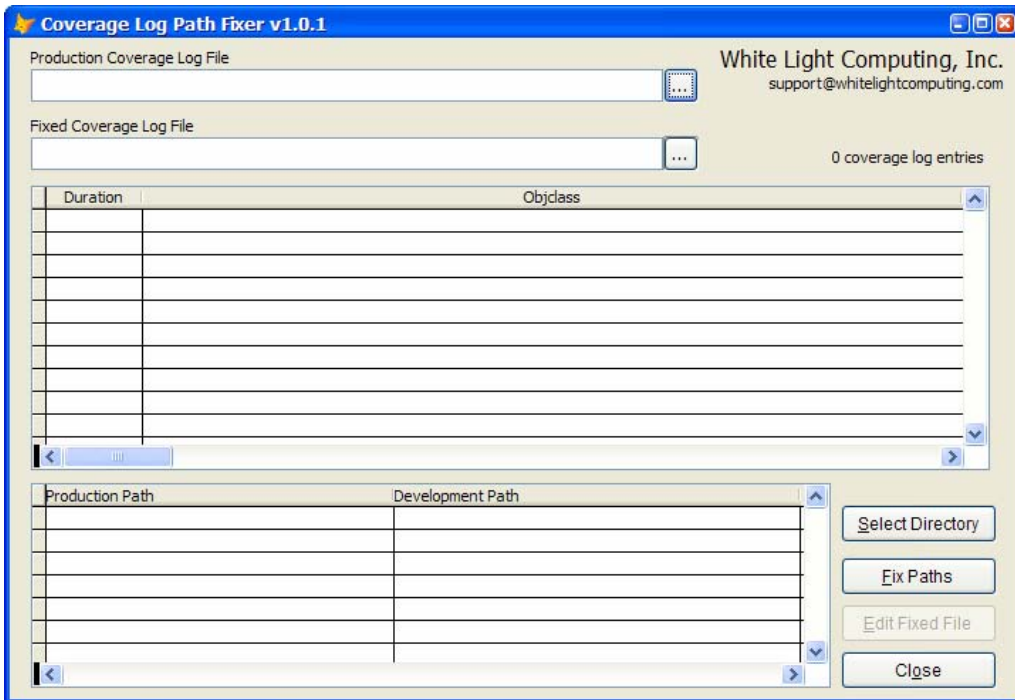 Coverage Log Path Fixer v1.0.1
Production Coverage Log File
White Light Computing, Inc.
support@whitelightcomputing.com
...
Fixed Coverage Log File
...
0 coverage log entries
Duration Objclass
Production Path Development Path
Select Directory
Fix Paths
Edit Fixed File
Close